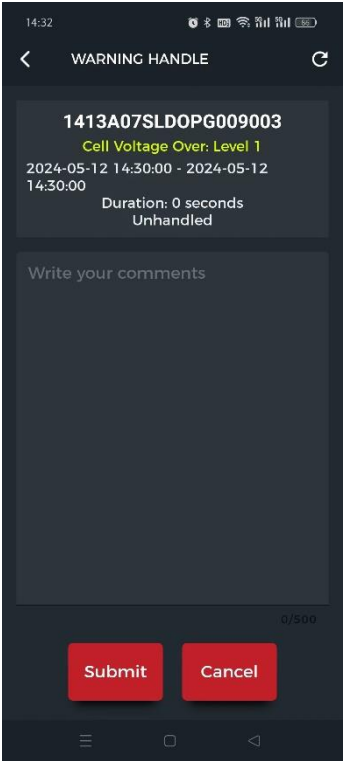 14:32
WARNING HANDLE
1413A07SLDOPG009003
Cell Voltage Over: Level 1
2024-05-12 14:30:00 - 2024-05-12
14:30:00
Duration: 0 seconds
Unhandled
Write your comments
0/500
Submit Cancel